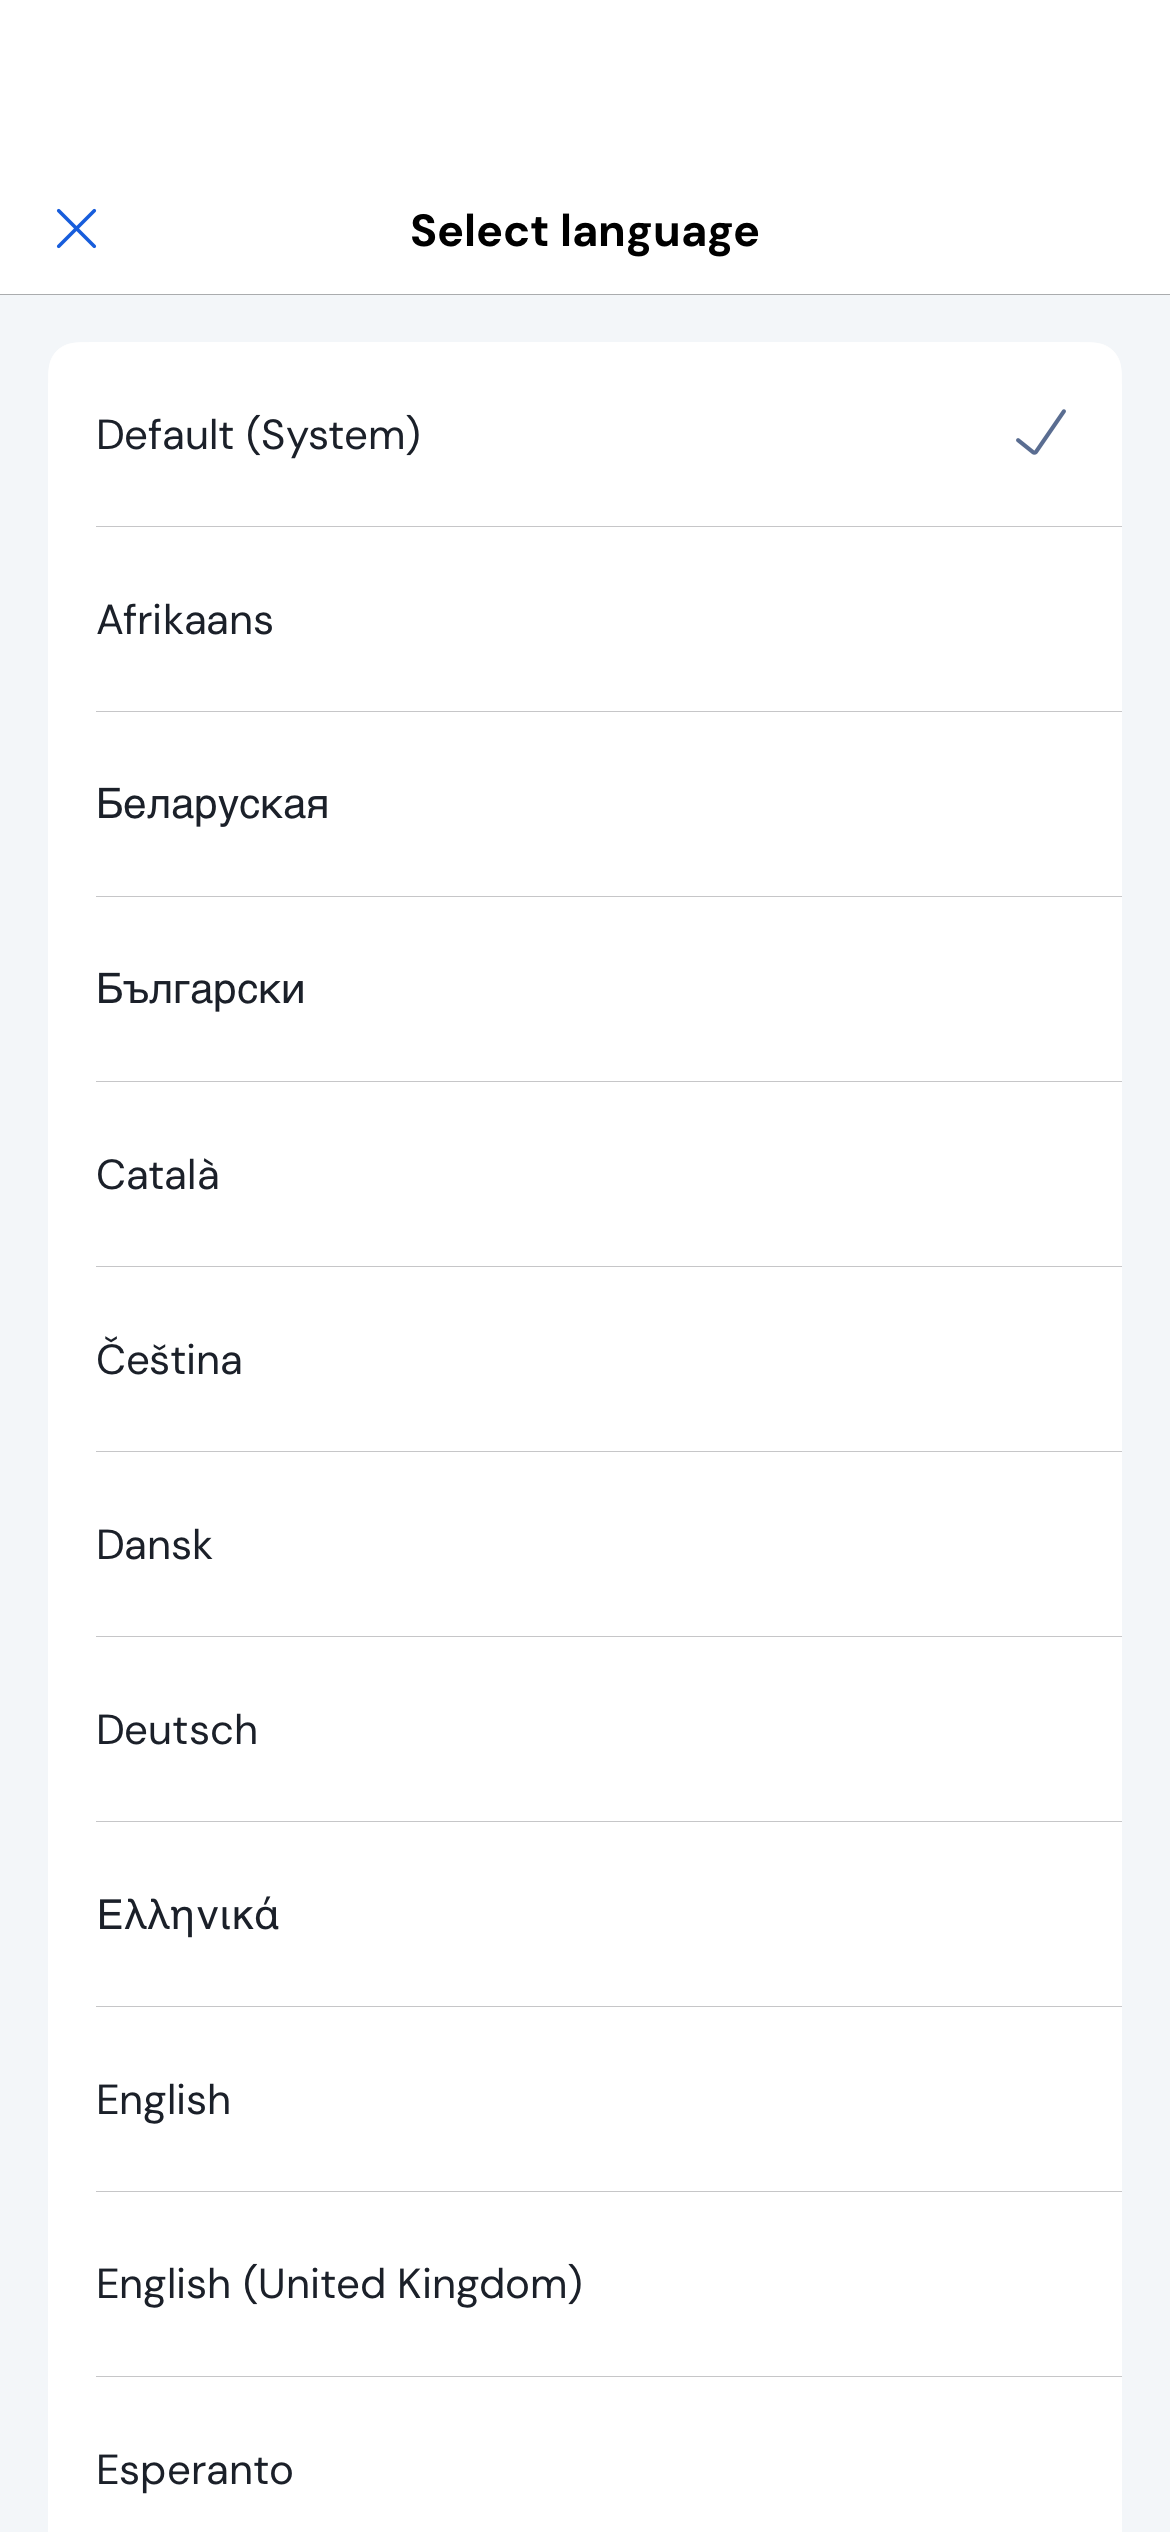 Select language
Default (System)
Afrikaans
Беларуская
Български
Català
Čeština
Dansk
Deutsch
Ελληνικά
English
English (United Kingdom)
Esperanto